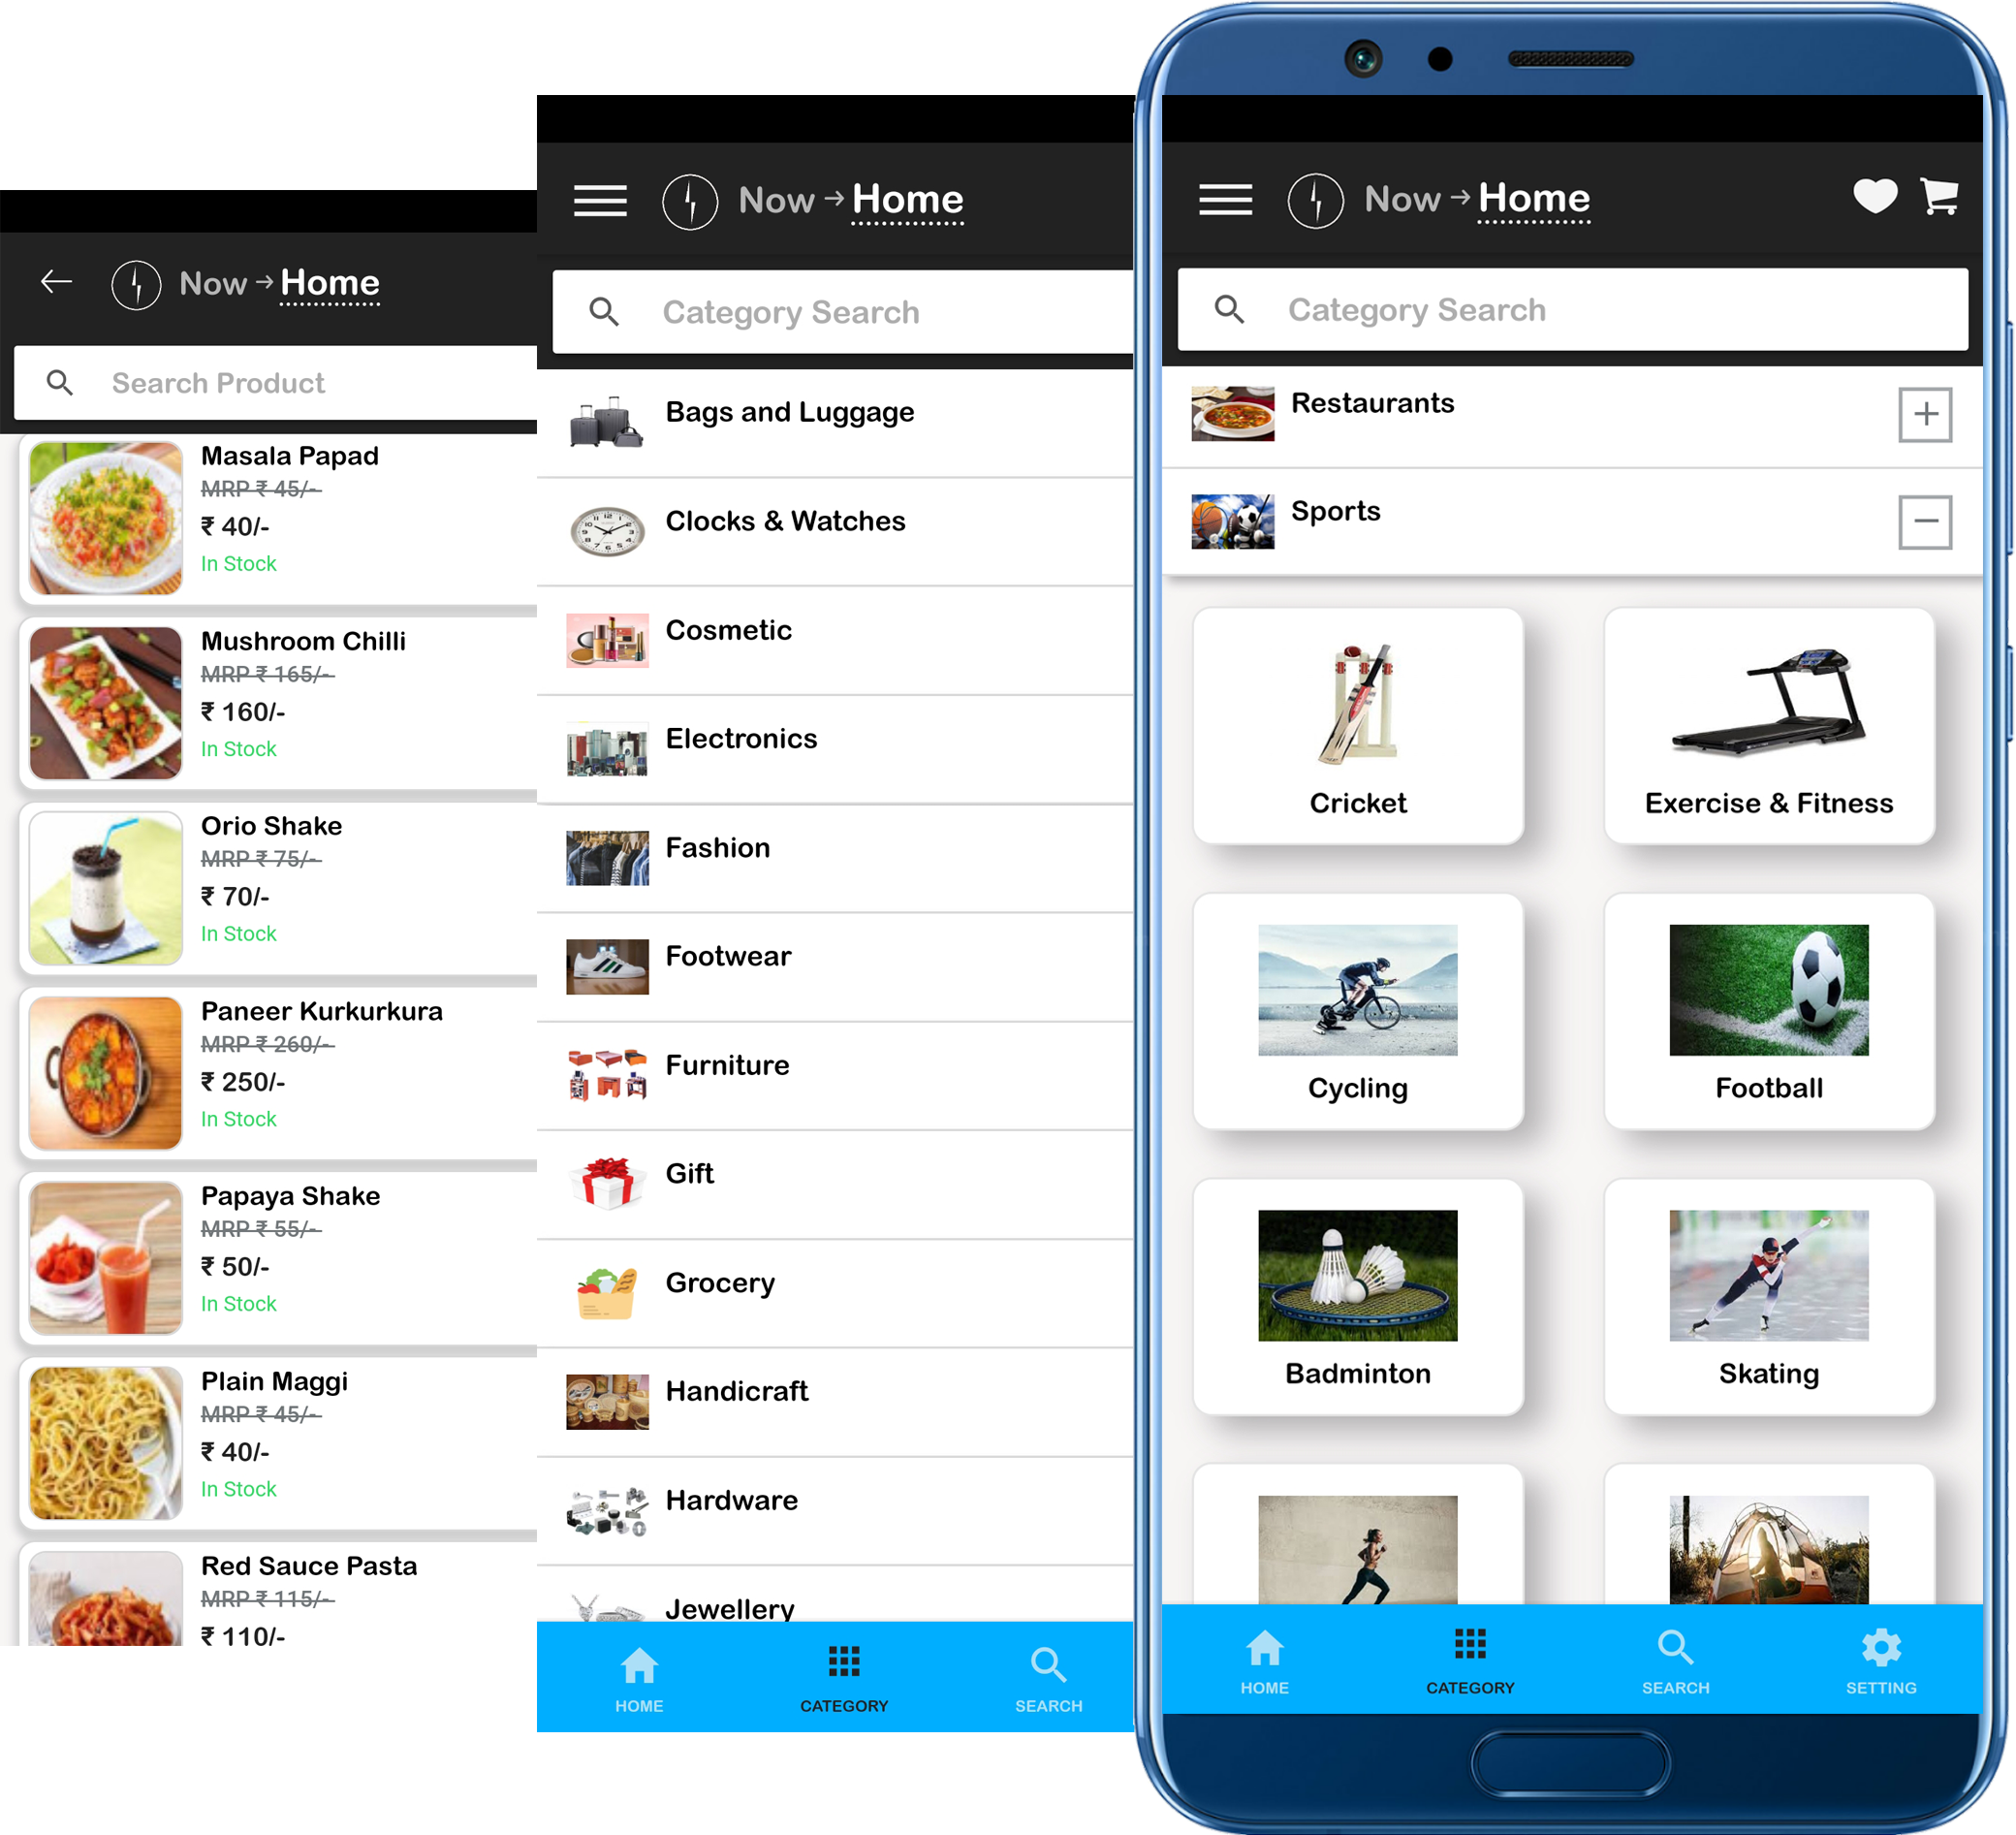 Now → Home
Search Product
Masala Papad
MRP ₹ 45/-
₹ 40/-
In Stock
Mushroom Chilli
MRP ₹ 165/-
₹ 160/-
In Stock
Orio Shake
MRP ₹ 75/-
₹ 70/-
In Stock
Paneer Kurkurkura
MRP ₹ 260/-
₹ 250/-
In Stock
Papaya Shake
MRP ₹ 55/-
₹ 50/-
In Stock
Plain Maggi
MRP ₹ 45/-
₹ 40/-
In Stock
Red Sauce Pasta
MRP ₹ 115/-
₹ 110/-
Now → Home
Category Search
Bags and Luggage
Clocks & Watches
Cosmetic
Electronics
Fashion
Footwear
Furniture
Gift
Grocery
Handicraft
Hardware
Jewellery
HOME
CATEGORY
SEARCH
Now → Home
Category Search
Restaurants
Sports
Cricket
Exercise & Fitness
Cycling
Football
Badminton
Skating
HOME
CATEGORY
SEARCH
SETTING